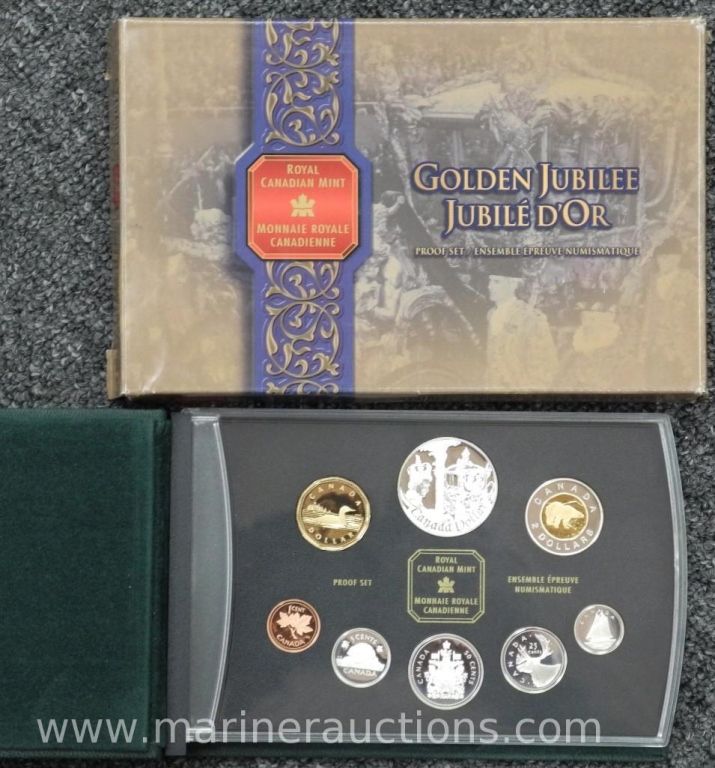 ROYAL
CANADIAN MINT
MONNAIE ROYALE
CANADIENNE
GOLDEN JUBILEE
JUBILÉ D'OR
PROOF SET / ENSEMBLE ÉPREUVE NUMISMATIQUE
CANADA
DOLLAR
Canada Dollar
CANADA
2 DOLLARS
PROOF SET
ROYAL
CANADIAN MINT
MONNAIE ROYALE
CANADIENNE
ENSEMBLE ÉPREUVE
NUMISMATIQUE
1 CENT
CANADA
5 CENTS
CANADA
50 CENTS
CANADA
25
CENTS
www.marinerauctions.com